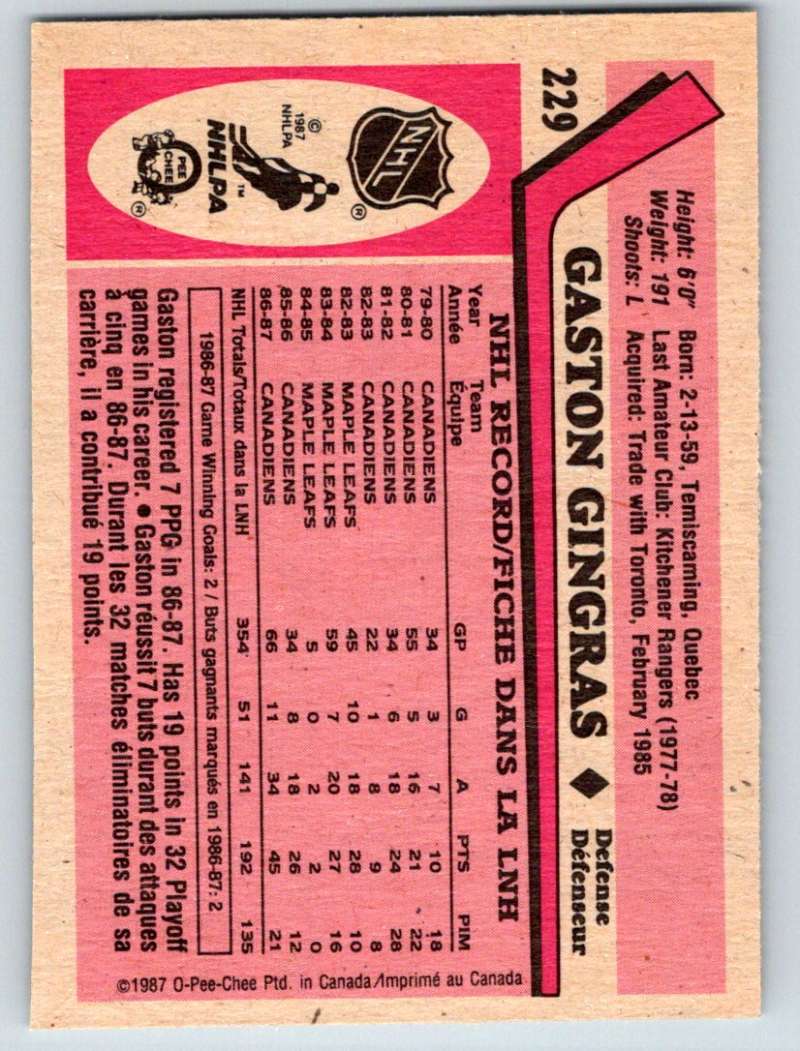 229
GASTON GINGRAS ◆ Defense
Défenseur
Height: 6'0" Born: 2-13-59, Temiscaming, Quebec
Weight: 191 Last Amateur Club: Kitchener Rangers (1977-78)
Shoots: L Acquired: Trade with Toronto, February 1985
NHL RECORD/FICHE DANS LA LNH
Year Team GP G A PTS PIM
Année Équipe
79-80 CANADIENS 34 3 7 10 18
80-81 CANADIENS 55 5 16 21 22
81-82 CANADIENS 34 6 18 24 28
82-83 CANADIENS 22 1 8 9 8
82-83 MAPLE LEAFS 45 10 18 28 10
83-84 MAPLE LEAFS 59 7 20 27 16
84-85 MAPLE LEAFS 5 0 2 2 0
85-86 CANADIENS 34 8 18 26 12
86-87 CANADIENS 66 11 34 45 21
NHL Totals/Totaux dans la LNH 354 51 141 192 135
1986-87 Game Winning Goals: 2 / Buts gagnants marqués en 1986-87: 2
Gaston registered 7 PPG in 86-87. Has 19 points in 32 Playoff
games in his career. • Gaston réussit 7 buts durant des attaques
à cinq en 86-87. Durant les 32 matches éliminatoires de sa
carrière, il a contribué 19 points.
NHL ®
© 1987
NHLPA
NHLPA ™
O PEE CHEE ®
©1987 O-Pee-Chee Ptd. in Canada/Imprimé au Canada